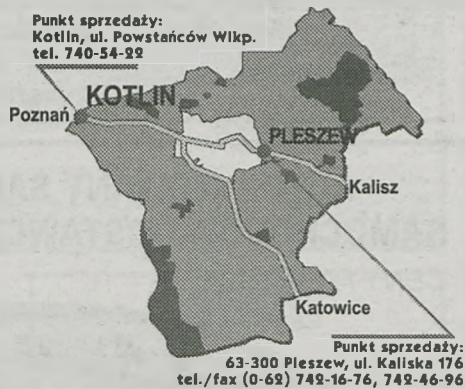 Punkt sprzedaży:
Kotlin, ul. Powstańców Wlkp.
tel. 740-54-22
KOTLIN
Poznań
PLESZEW
Kalisz
Katowice
Punkt sprzedaży:
63-300 Pleszew, ul. Kaliska 176
tel./fax (0-62) 742-16-76, 742-46-96